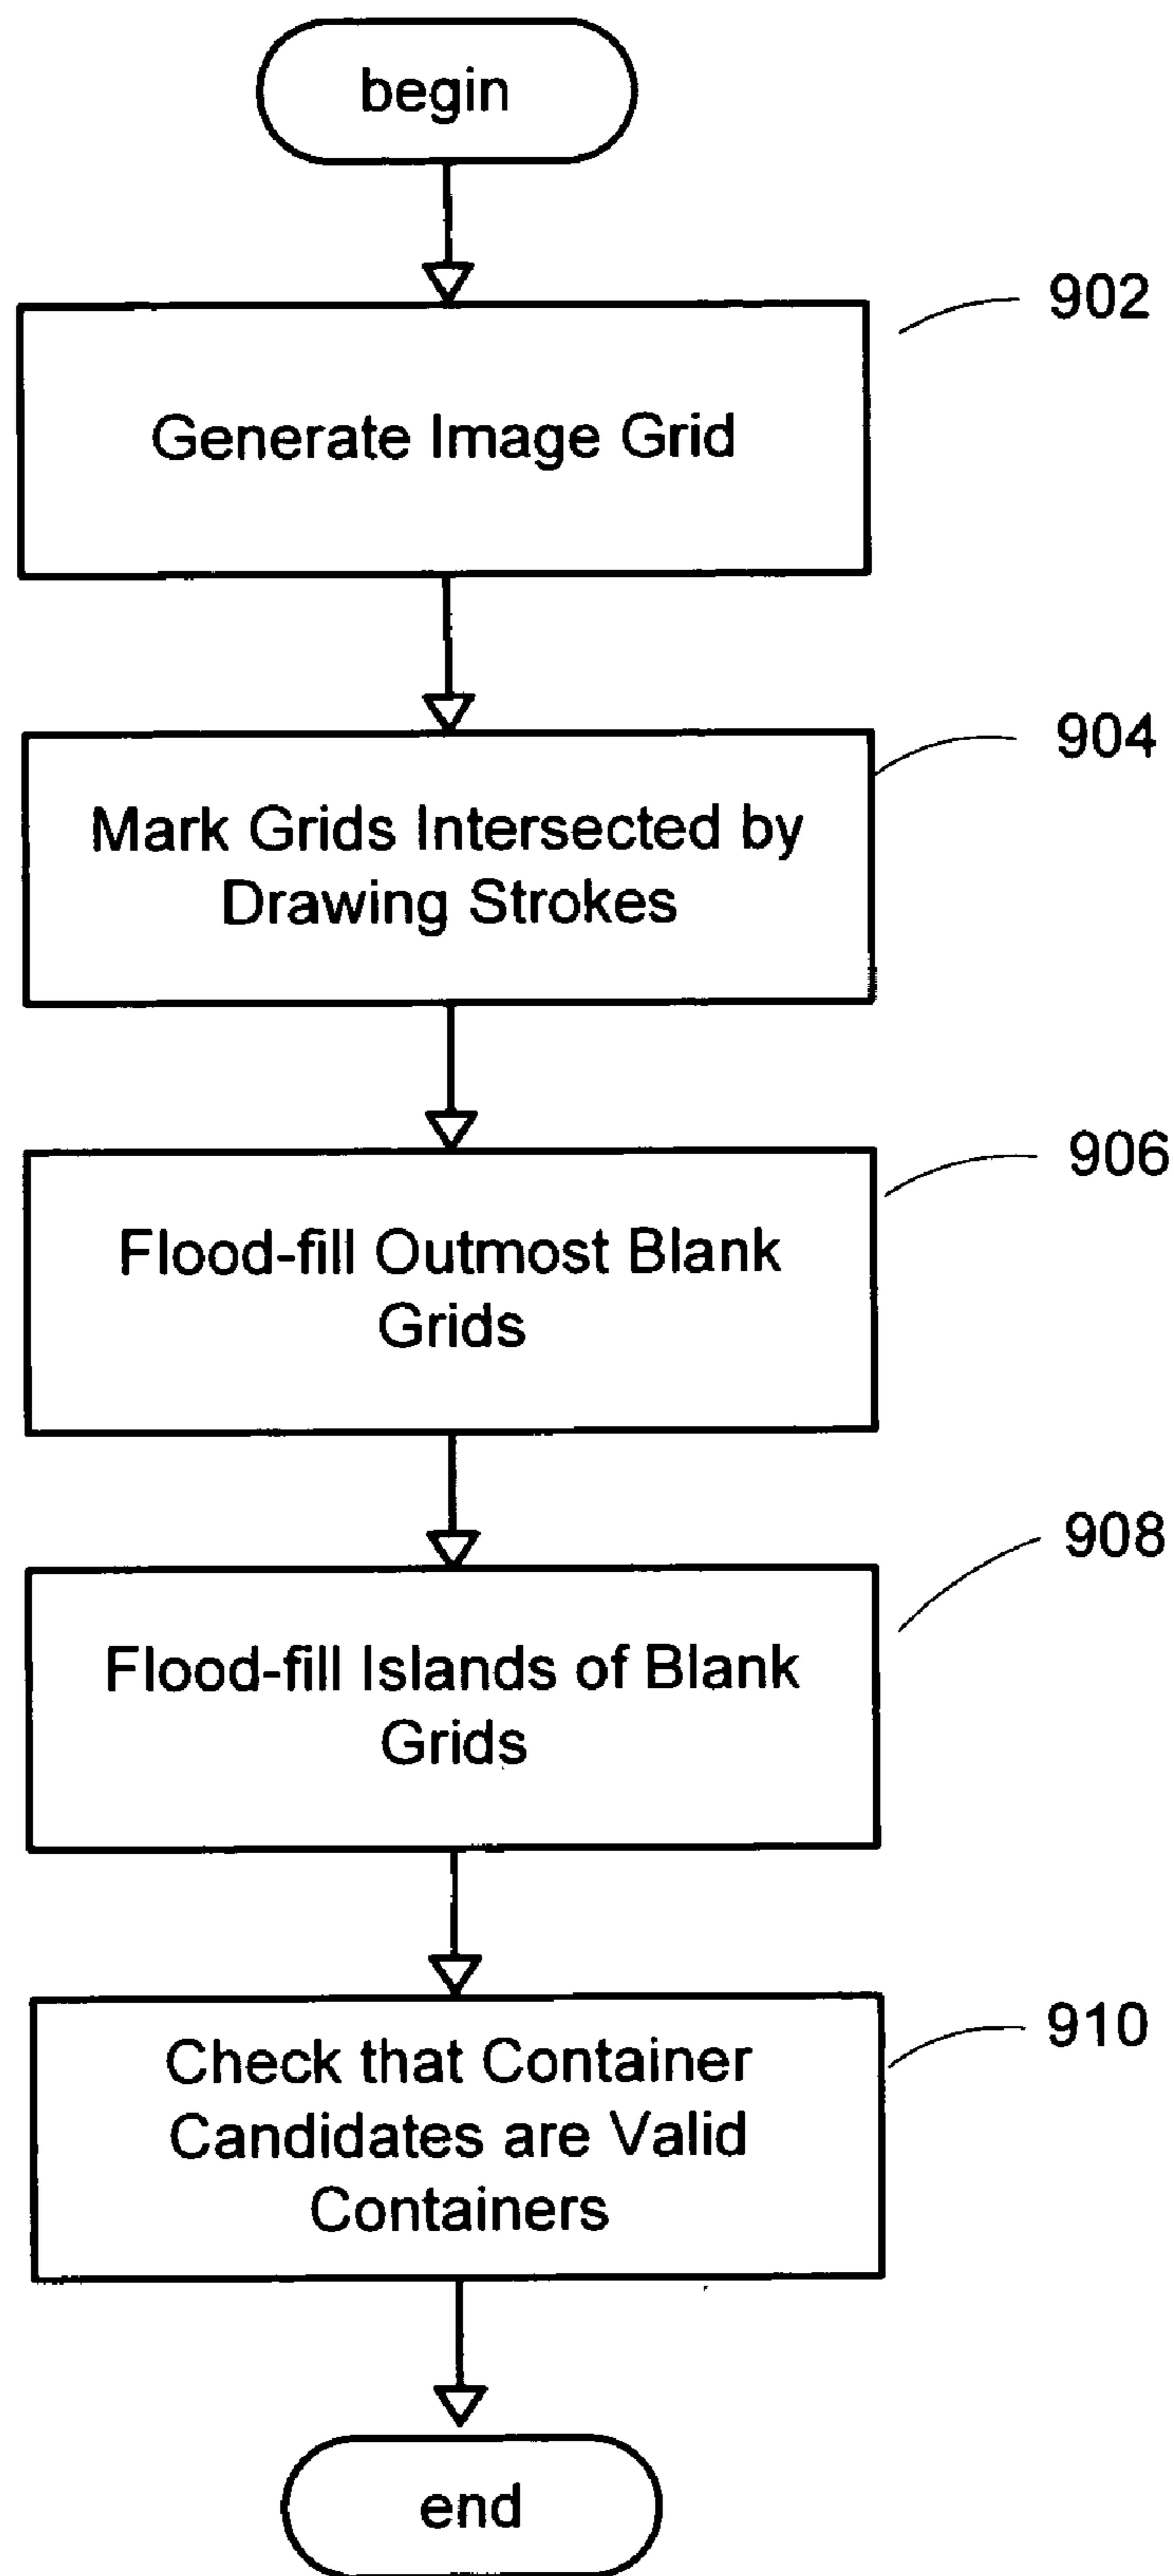 begin
902
Generate Image Grid
904
Mark Grids Intersected by
Drawing Strokes
906
Flood-fill Outmost Blank
Grids
908
Flood-fill Islands of Blank
Grids
910
Check that Container
Candidates are Valid
Containers
end